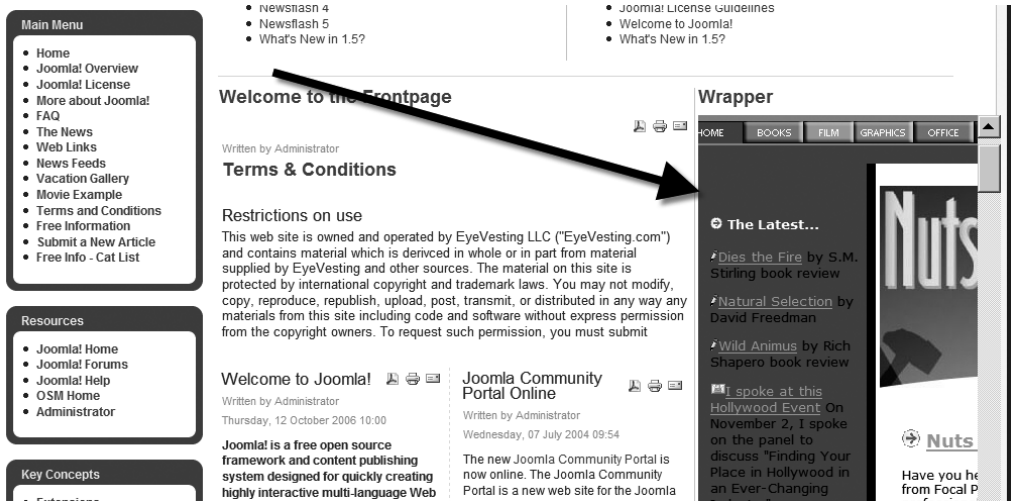 Main Menu
Home
Joomla! Overview
Joomla! License
More about Joomla!
FAQ
The News
Web Links
News Feeds
Vacation Gallery
Movie Example
Terms and Conditions
Free Information
Submit a New Article
Free Info - Cat List
Resources
Joomla! Home
Joomla! Forums
Joomla! Help
OSM Home
Administrator
Key Concepts
Extensions
Newsflash 4
Newsflash 5
What's New in 1.5?
Joomla! License Guidelines
Welcome to Joomla!
What's New in 1.5?
Welcome to the Frontpage
Written by Administrator
Terms & Conditions
Restrictions on use
This web site is owned and operated by EyeVesting LLC ("EyeVesting.com")
and contains material which is derivced in whole or in part from material
supplied by EyeVesting and other sources. The material on this site is
protected by international copyright and trademark laws. You may not modify,
copy, reproduce, republish, upload, post, transmit, or distributed in any way any
materials from this site including code and software without express permission
from the copyright owners. To request such permission, you must submit
Welcome to Joomla!
Written by Administrator
Thursday, 12 October 2006 10:00
Joomla! is a free open source
framework and content publishing
system designed for quickly creating
highly interactive multi-language Web
Joomla Community
Portal Online
Written by Administrator
Wednesday, 07 July 2004 09:54
The new Joomla Community Portal is
now online. The Joomla Community
Portal is a new web site for the Joomla
Wrapper
HOME BOOKS FILM GRAPHICS OFFICE
The Latest...
Dies the Fire by S.M.
Stirling book review
Natural Selection by
David Freedman
Wild Animus by Rich
Shapero book review
I spoke at this
Hollywood Event On
November 2, I spoke
on the panel to
discuss "Finding Your
Place in Hollywood in
an Ever-Changing
Nuts
Nuts
Have you he
from Focal P